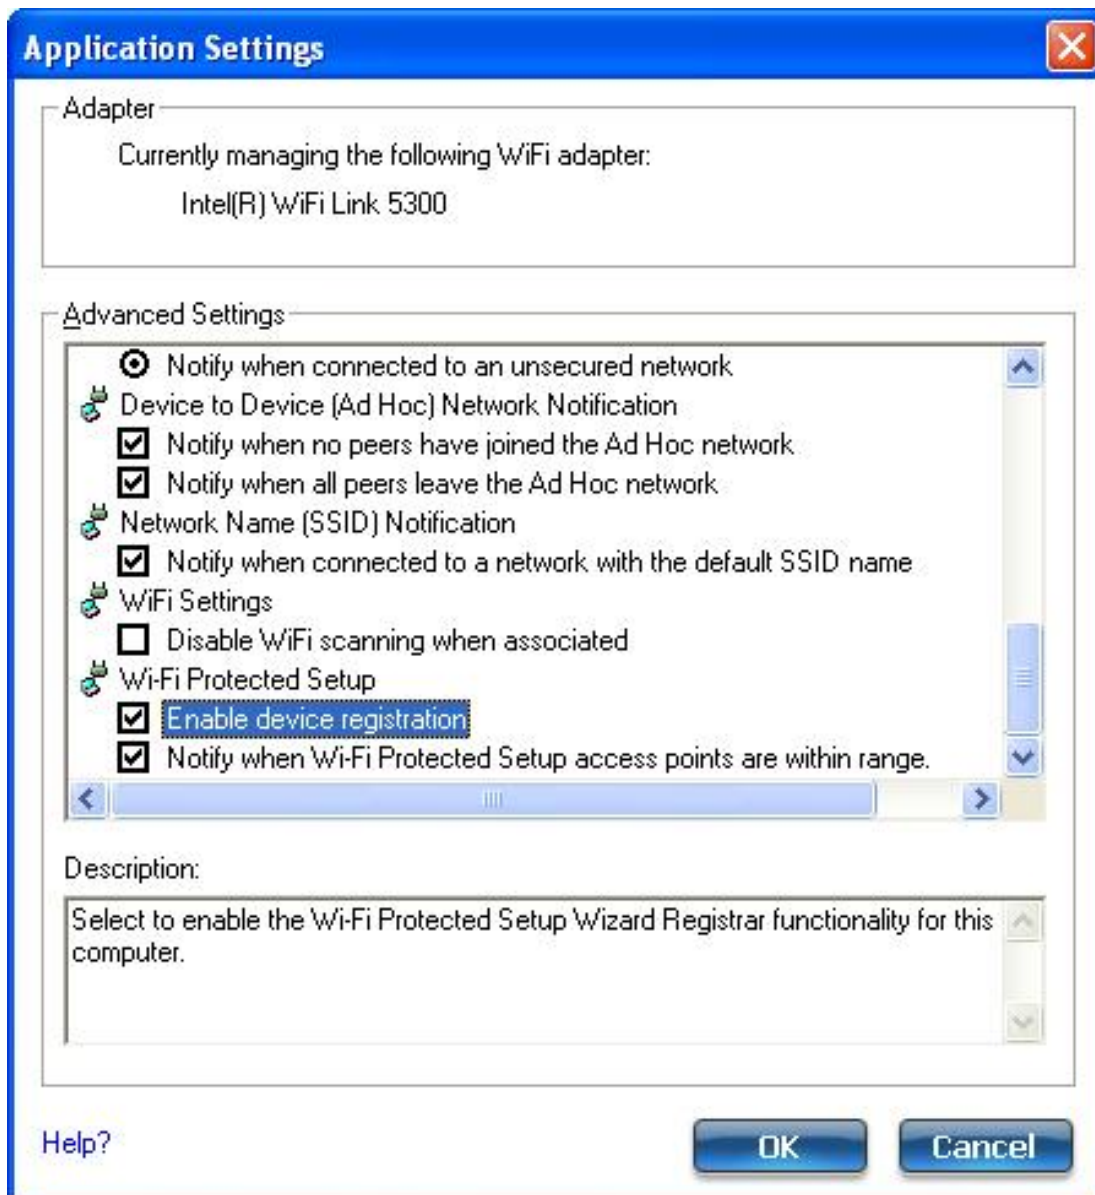 Application Settings
Adapter
Currently managing the following WiFi adapter:
Intel(R) WiFi Link 5300
Advanced Settings
Notify when connected to an unsecured network
Device to Device (Ad Hoc) Network Notification
Notify when no peers have joined the Ad Hoc network
Notify when all peers leave the Ad Hoc network
Network Name (SSID) Notification
Notify when connected to a network with the default SSID name
WiFi Settings
Disable WiFi scanning when associated
Wi-Fi Protected Setup
Enable device registration
Notify when Wi-Fi Protected Setup access points are within range.
Description:
Select to enable the Wi-Fi Protected Setup Wizard Registrar functionality for this
computer.
Help?
OK
Cancel